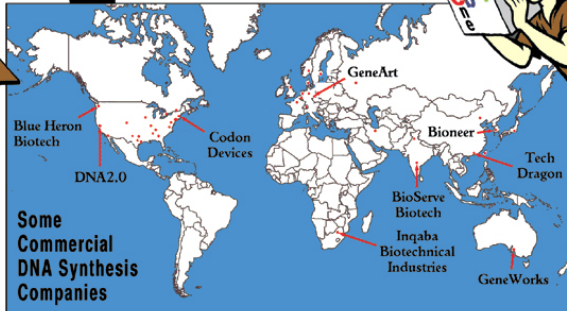 GeneArt
Blue Heron
Biotech
Codon
Devices
Bioneer
DNA2.0
Tech
Dragon
BioServe
Biotech
Some
Commercial
DNA Synthesis
Companies
Inqaba
Biotechnical
Industries
GeneWorks